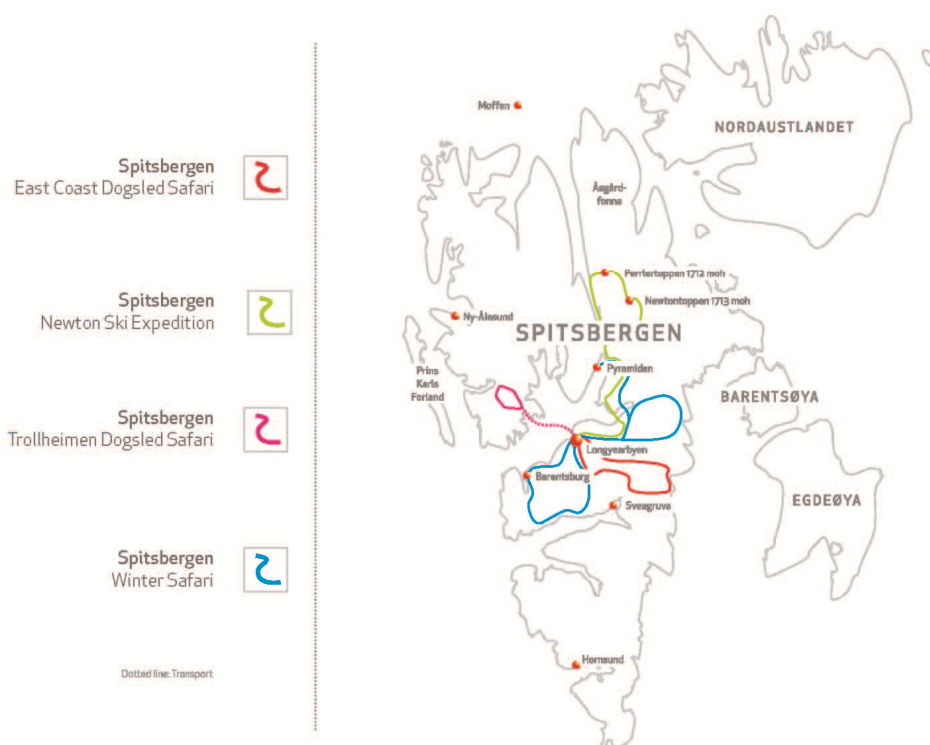 Spitsbergen
East Coast Dogsled Safari
Spitsbergen
Newton Ski Expedition
Spitsbergen
Trollheimen Dogsled Safari
Spitsbergen
Winter Safari
Dotted line: Transport
Moffen
NORDAUSTLANDET
Åsgård-
fonna
Perriertoppen 1712 moh
Newtontoppen 1713 moh
Ny-Ålesund
SPITSBERGEN
Prins
Karls
Forland
Pyramiden
BARENTSØYA
Longyearbyen
Barentsburg
Sveagruva
EGDEØYA
Hornsund